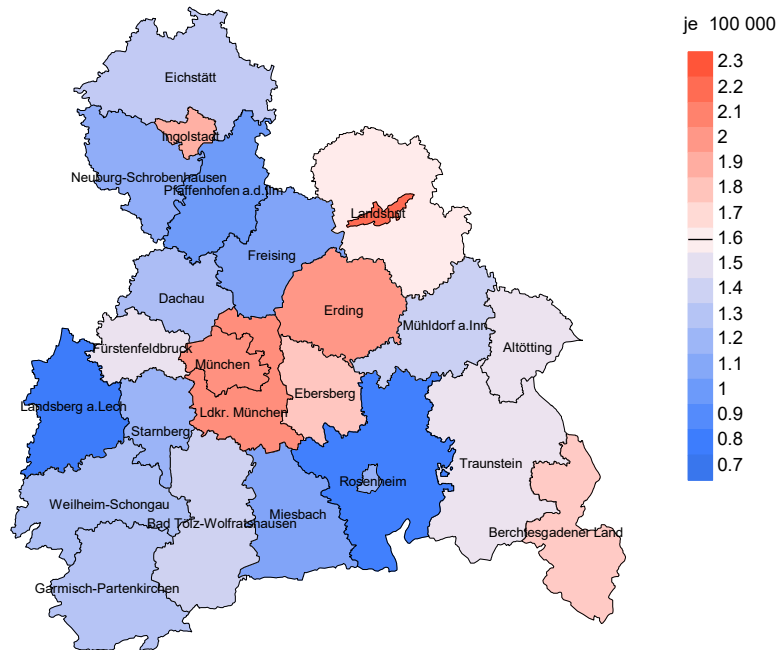 je 100 000
2.3
2.2
2.1
2
1.9
1.8
1.7
1.6
1.5
1.4
1.3
1.2
1.1
1
0.9
0.8
0.7
Eichstätt
Ingolstadt
Neuburg-Schrobenhausen
Pfaffenhofen a.d.Ilm
Landshut
Freising
Dachau
Erding
Mühldorf a.Inn
Fürstenfeldbruck
Altötting
München
Ebersberg
Landsberg a.Lech
Ldkr. München
Starnberg
Traunstein
Rosenheim
Weilheim-Schongau
Miesbach
Bad Tölz-Wolfratshausen
Berchtesgadener Land
Garmisch-Partenkirchen